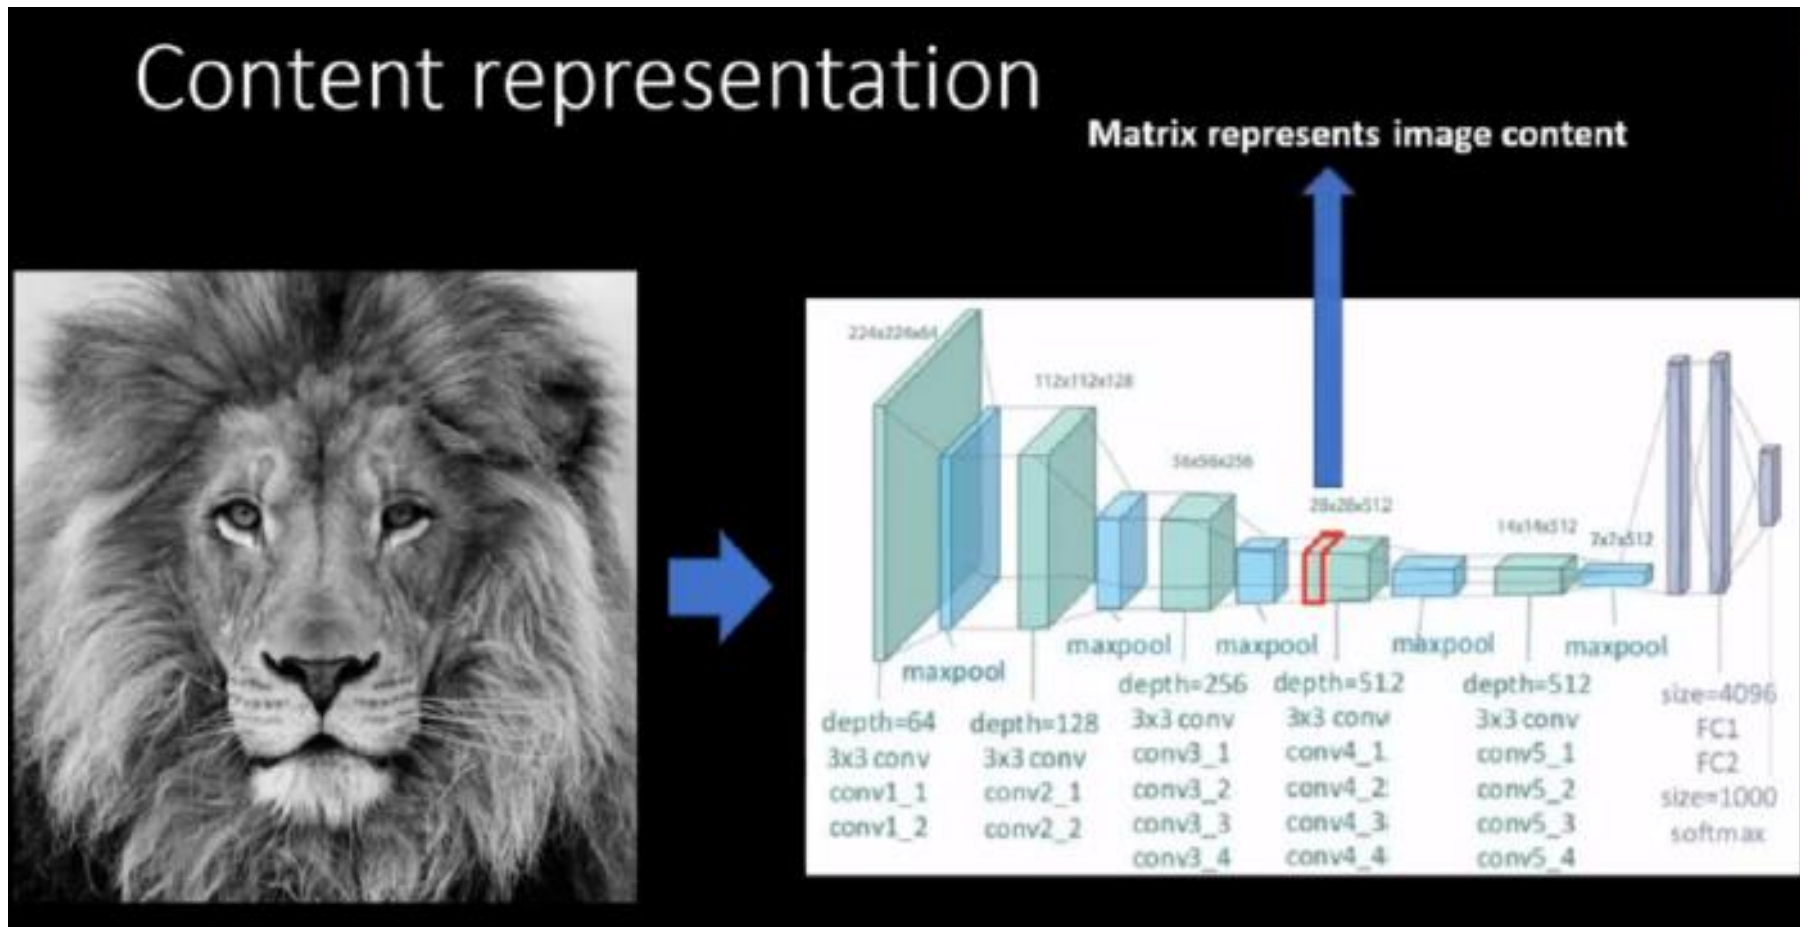 Content representation
Matrix represents image content
224x224x64
112x112x128
56x56x256
28x28x512
14x14x512
7x7x512
maxpool
maxpool
maxpool
maxpool
maxpool
depth=64
3x3 conv
conv1_1
conv1_2
depth=128
3x3 conv
conv2_1
conv2_2
depth=256
3x3 conv
conv3_1
conv3_2
conv3_3
conv3_4
depth=512
3x3 conv
conv4_1
conv4_2
conv4_3
conv4_4
depth=512
3x3 conv
conv5_1
conv5_2
conv5_3
conv5_4
size=4096
FC1
FC2
size=1000
softmax